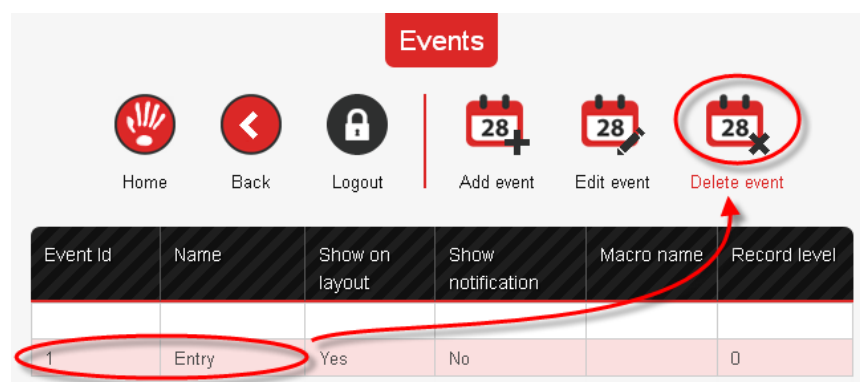 Events
28 28 28
Home Back Logout Add event Edit event Delete event
Event Id Name Show on layout Show notification Macro name Record level
1 Entry Yes No 0